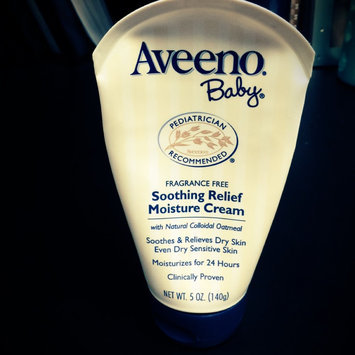 Aveeno.
Baby®
PEDIATRICIAN
RECOMMENDED®
FRAGRANCE FREE
Soothing Relief
Moisture Cream
with Natural Colloidal Oatmeal
Soothes & Relieves Dry Skin
Even Dry Sensitive Skin
Moisturizes for 24 Hours
Clinically Proven
NET WT. 5 OZ. (140g)